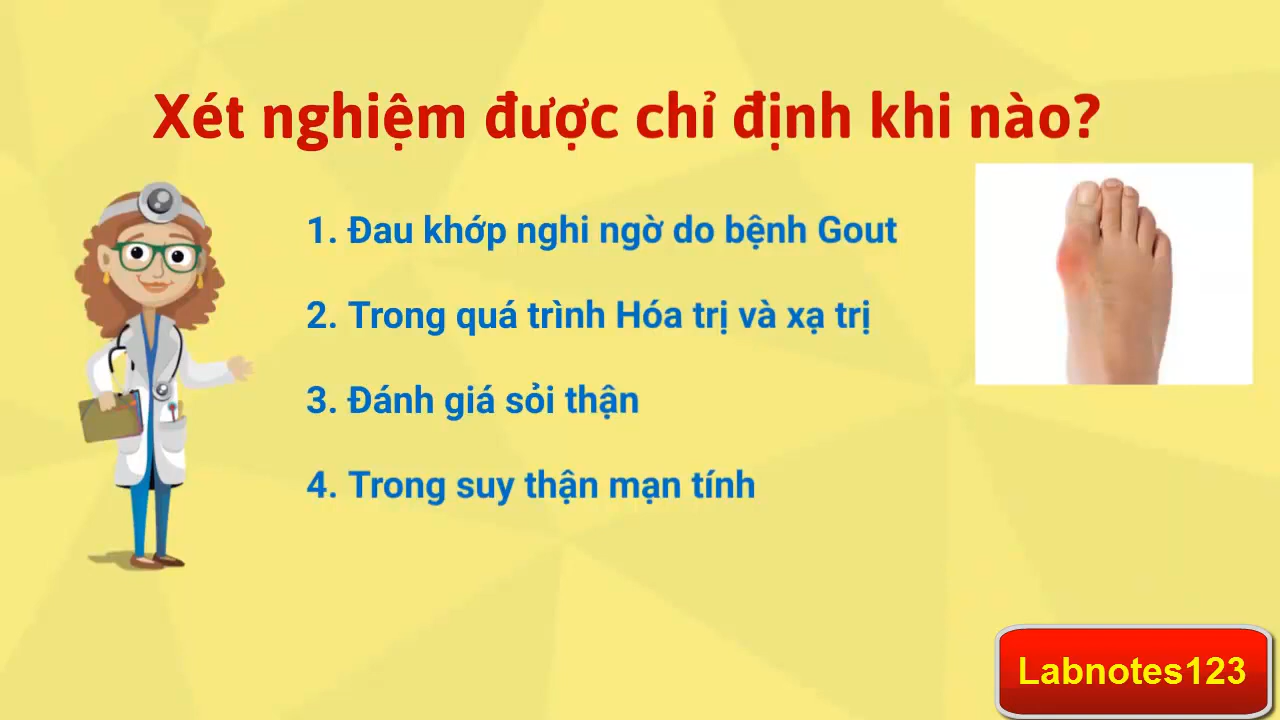 Xét nghiệm được chỉ định khi nào?
1. Đau khớp nghi ngờ do bệnh Gout
2. Trong quá trình Hóa trị và xạ trị
3. Đánh giá sỏi thận
4. Trong suy thận mạn tính
Labnotes123